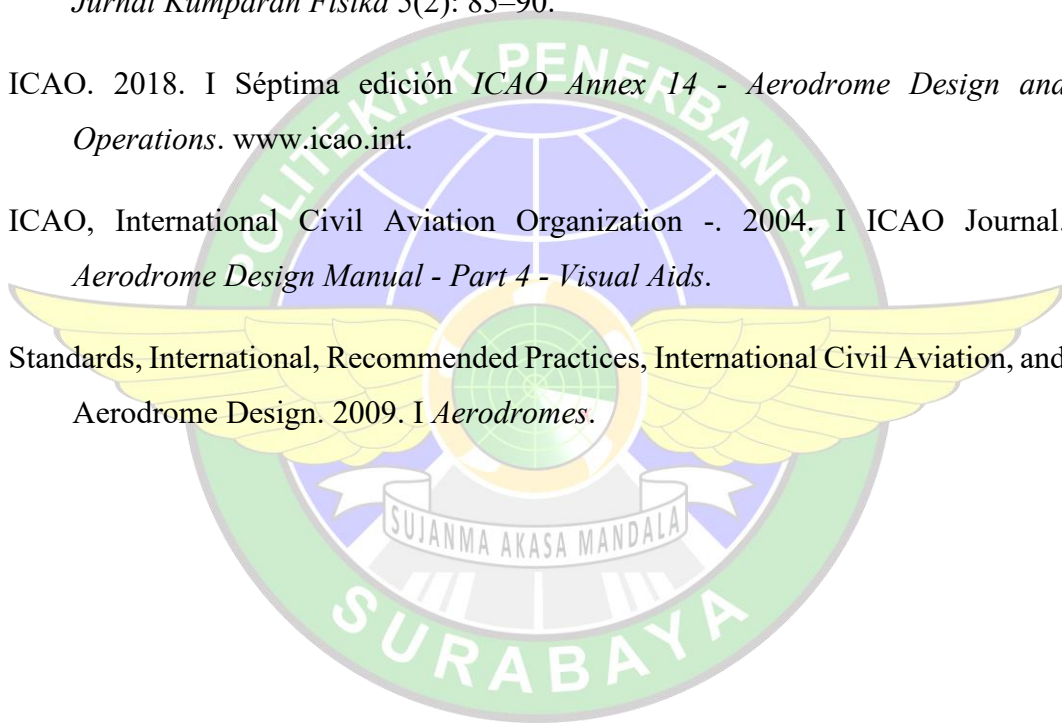 Jurnal Kumparan Fisika 5(2): 85–90.
ICAO. 2018. I Séptima edición ICAO Annex 14 - Aerodrome Design and
Operations. www.icao.int.
ICAO, International Civil Aviation Organization -. 2004. I ICAO Journal.
Aerodrome Design Manual - Part 4 - Visual Aids.
Standards, International, Recommended Practices, International Civil Aviation, and
Aerodrome Design. 2009. I Aerodromes.
POLITEKNIK PENERBANGAN
SUJANMA AKASA MANDALA
SURABAYA